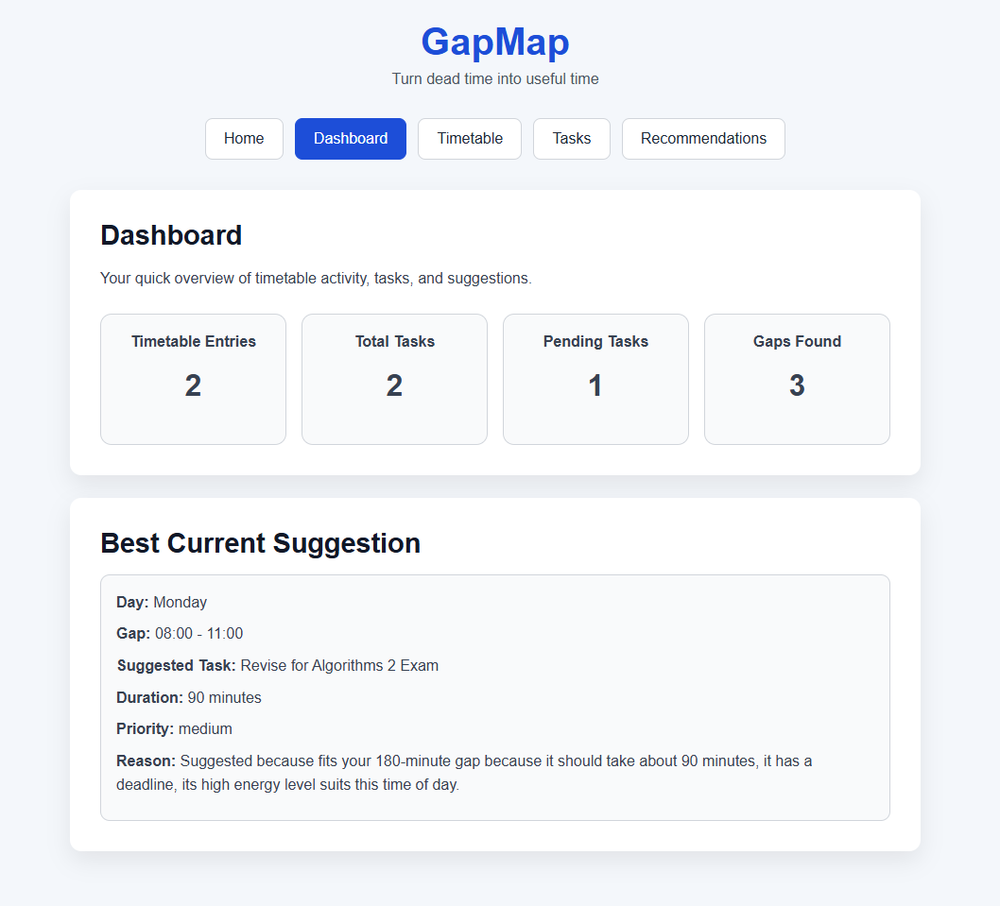 GapMap
Turn dead time into useful time
Home
Dashboard
Timetable
Tasks
Recommendations
Dashboard
Your quick overview of timetable activity, tasks, and suggestions.
Timetable Entries
2
Total Tasks
2
Pending Tasks
1
Gaps Found
3
Best Current Suggestion
Day: Monday
Gap: 08:00 - 11:00
Suggested Task: Revise for Algorithms 2 Exam
Duration: 90 minutes
Priority: medium
Reason: Suggested because fits your 180-minute gap because it should take about 90 minutes, it has a
deadline, its high energy level suits this time of day.